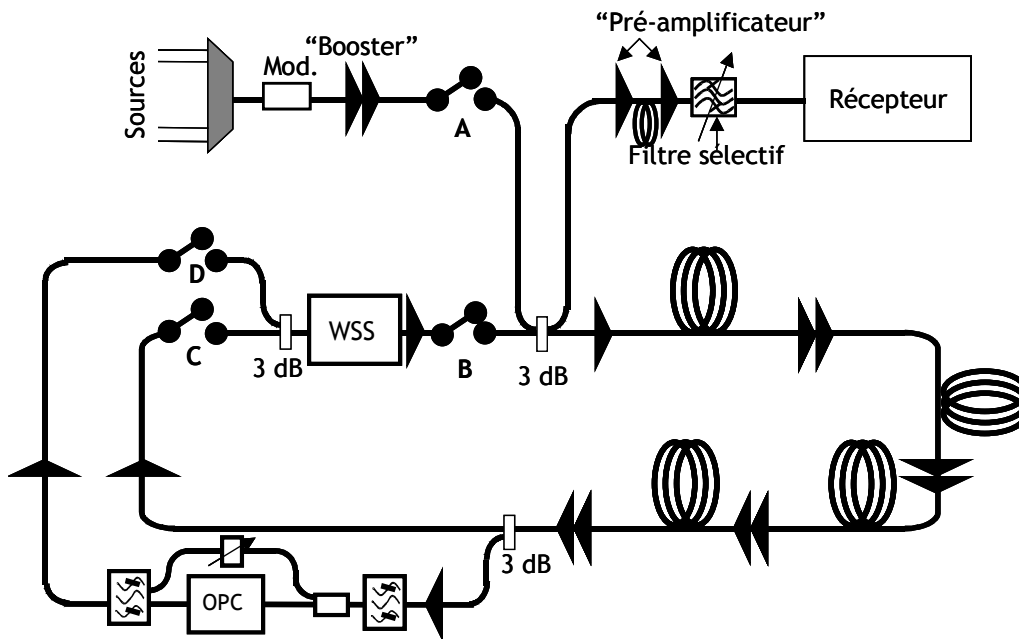 “Pré-amplificateur”
“Booster”
Mod.
Sources
Récepteur
A
Filtre sélectif
D
WSS
C
3 dB
B
3 dB
3 dB
OPC